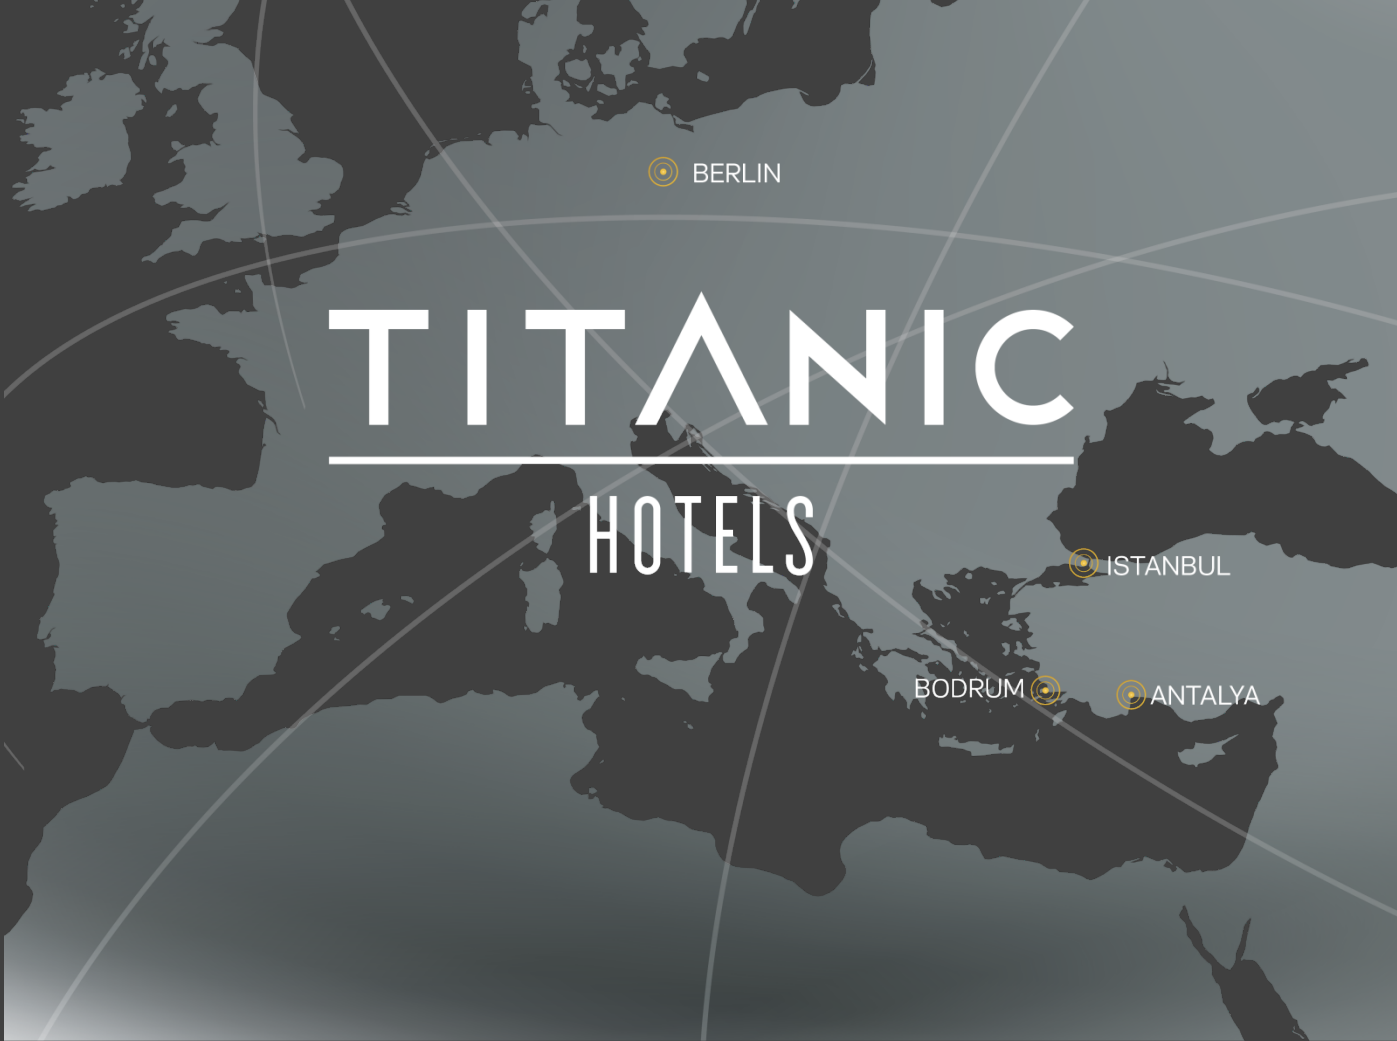 BERLIN
TITANIC
HOTELS
ISTANBUL
BODRUM
ANTALYA